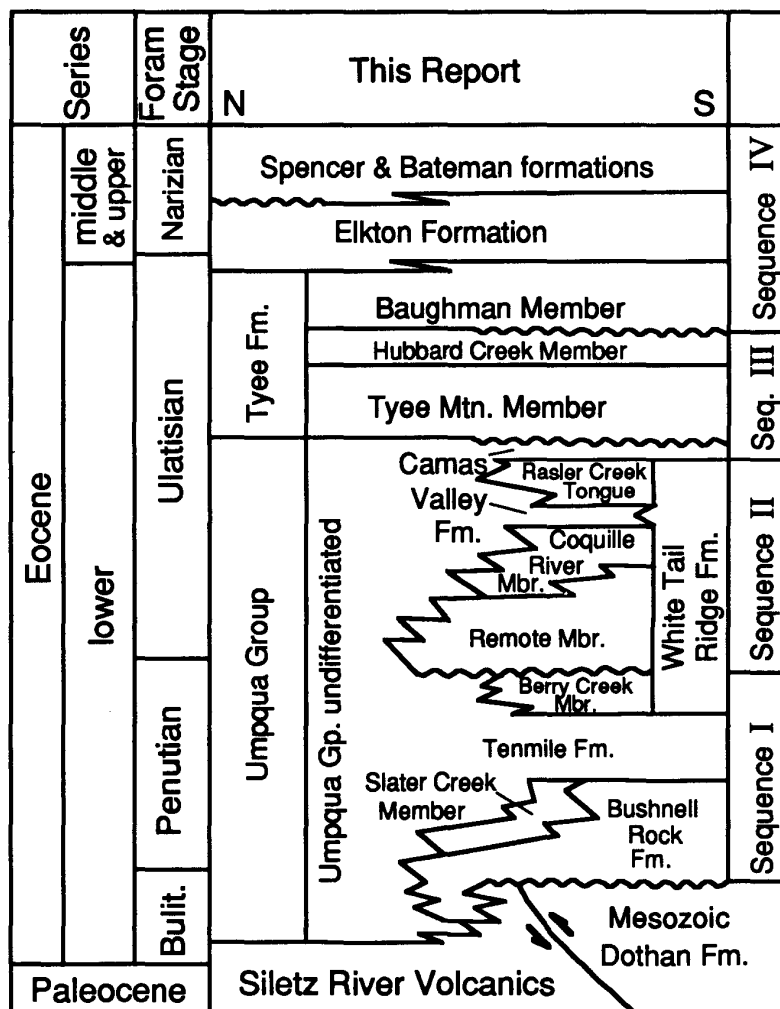 Series
Foram
Stage
This Report
N
S
Eocene
middle
& upper
lower
Narizian
Ulatisian
Penutian
Bulit.
Paleocene
Spencer & Bateman formations
Elkton Formation
Tyee Fm.
Baughman Member
Hubbard Creek Member
Tyee Mtn. Member
Umpqua Group
Umpqua Gp. undifferentiated
Camas
Valley
Fm.
Rasler Creek
Tongue
Coquille
River
Mbr.
Remote Mbr.
White Tail
Ridge Fm.
Berry Creek
Mbr.
Tenmile Fm.
Slater Creek
Member
Bushnell
Rock
Fm.
Mesozoic
Dothan Fm.
Siletz River Volcanics
Sequence IV
Seq. III
Sequence II
Sequence I